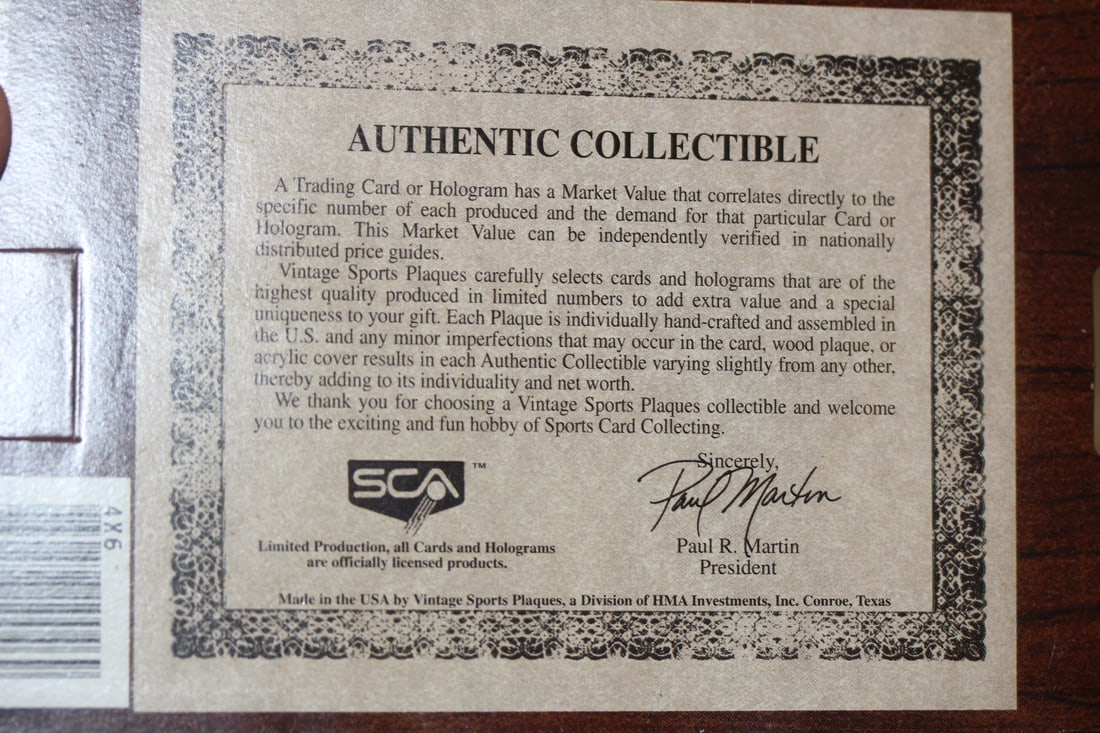 AUTHENTIC COLLECTIBLE
A Trading Card or Hologram has a Market Value that correlates directly to the
specific number of each produced and the demand for that particular Card or
Hologram. This Market Value can be independently verified in nationally
distributed price guides.
Vintage Sports Plaques carefully selects cards and holograms that are of the
highest quality produced in limited numbers to add extra value and a special
uniqueness to your gift. Each Plaque is individually hand-crafted and assembled in
the U.S. and any minor imperfections that may occur in the card, wood plaque, or
acrylic cover results in each Authentic Collectible varying slightly from any other,
thereby adding to its individuality and net worth.
We thank you for choosing a Vintage Sports Plaques collectible and welcome
you to the exciting and fun hobby of Sports Card Collecting.
Sincerely,
Paul Martin
SCA™
Limited Production, all Cards and Holograms
are officially licensed products.
Paul R. Martin
President
Made in the USA by Vintage Sports Plaques, a Division of HMA Investments, Inc. Conroe, Texas
4X6